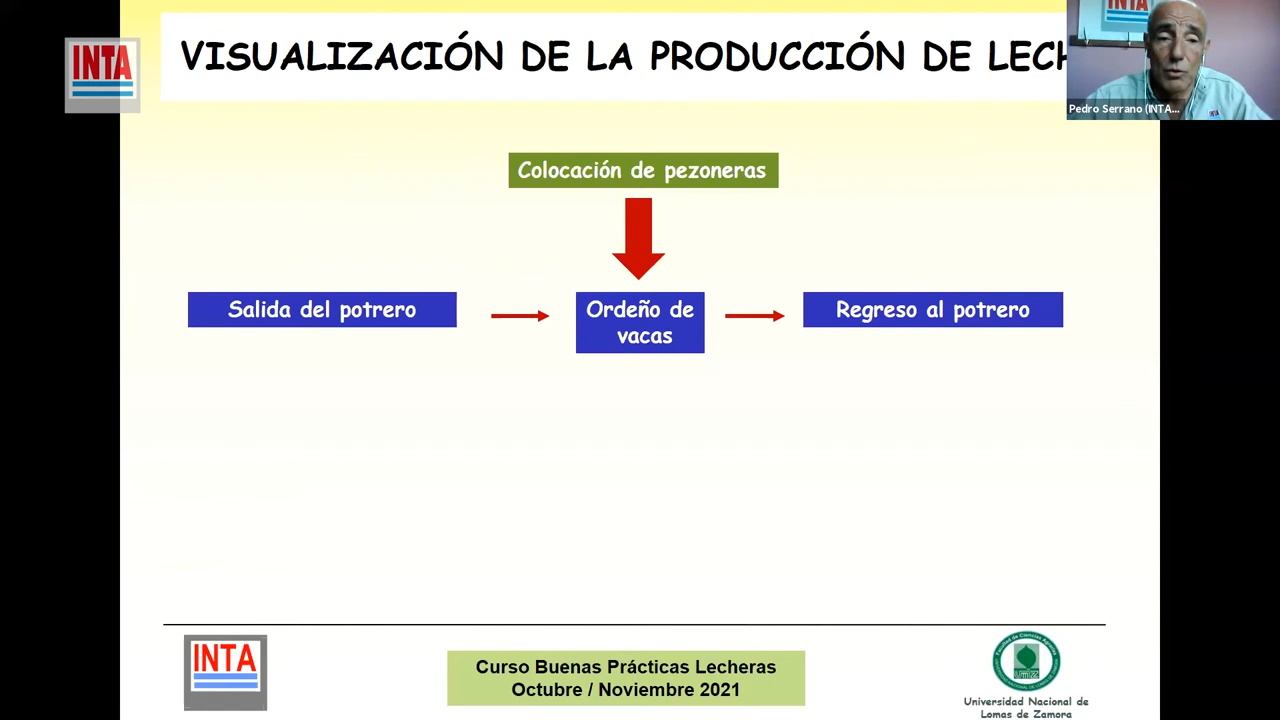 INTA
VISUALIZACIÓN DE LA PRODUCCIÓN DE LECH
INTA
Pedro Serrano (INTA...
Colocación de pezoneras
Salida del potrero
Ordeño de
vacas
Regreso al potrero
INTA
Curso Buenas Prácticas Lecheras
Octubre / Noviembre 2021
Universidad Nacional de
Lomas de Zamora